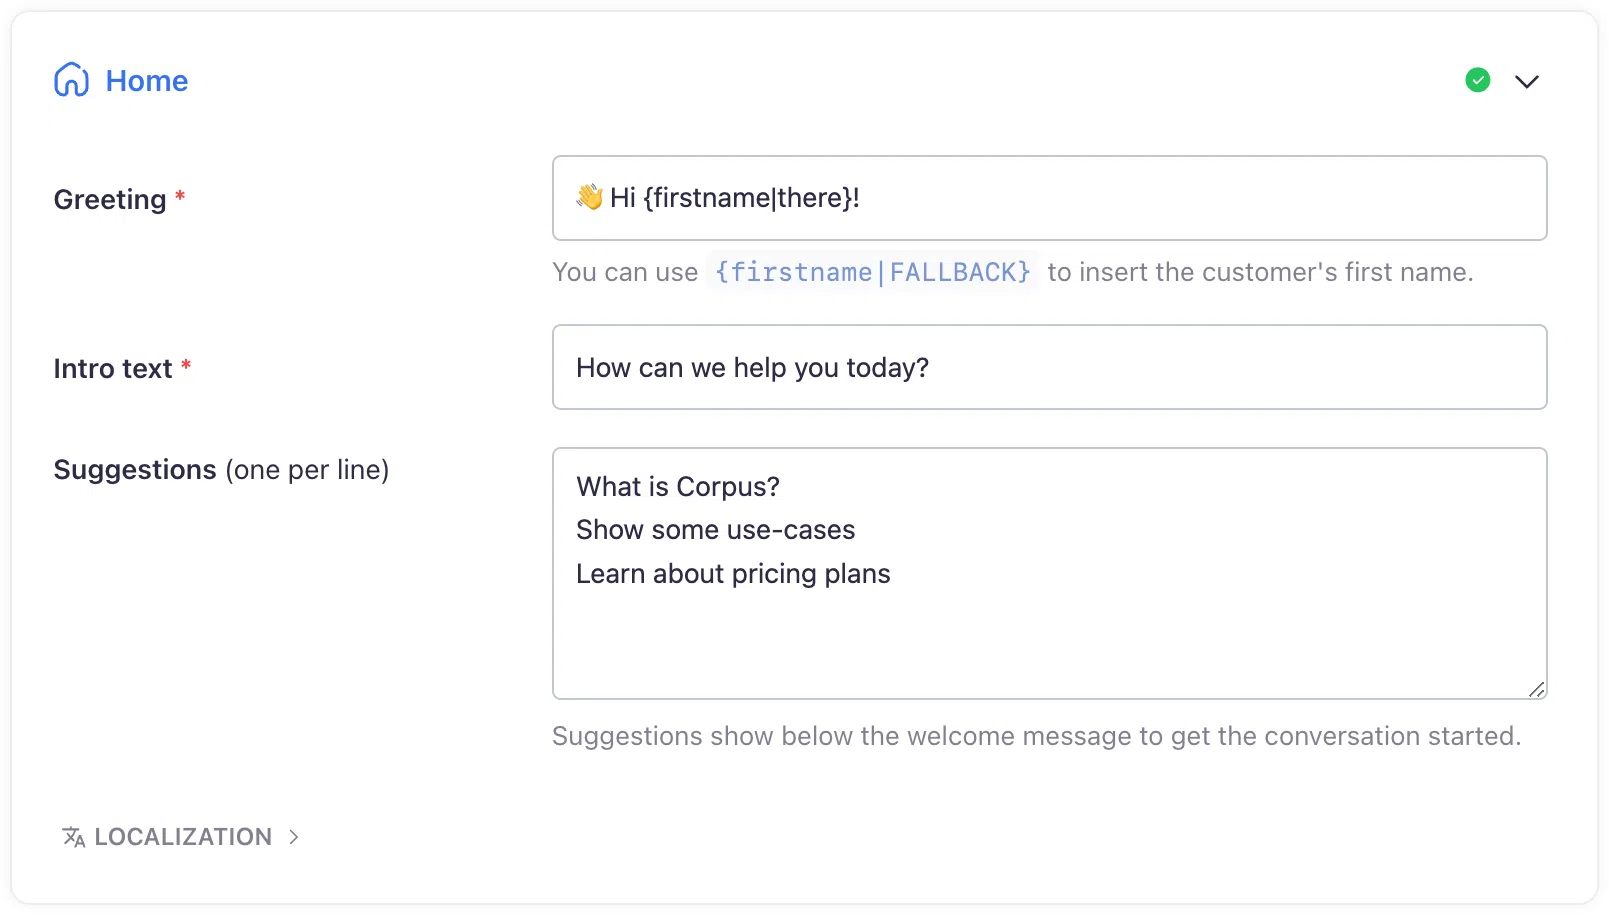 Home
Greeting *
👋 Hi {firstname|there}!
You can use {firstname|FALLBACK} to insert the customer's first name.
Intro text *
How can we help you today?
Suggestions (one per line)
What is Corpus?
Show some use-cases
Learn about pricing plans
Suggestions show below the welcome message to get the conversation started.
LOCALIZATION